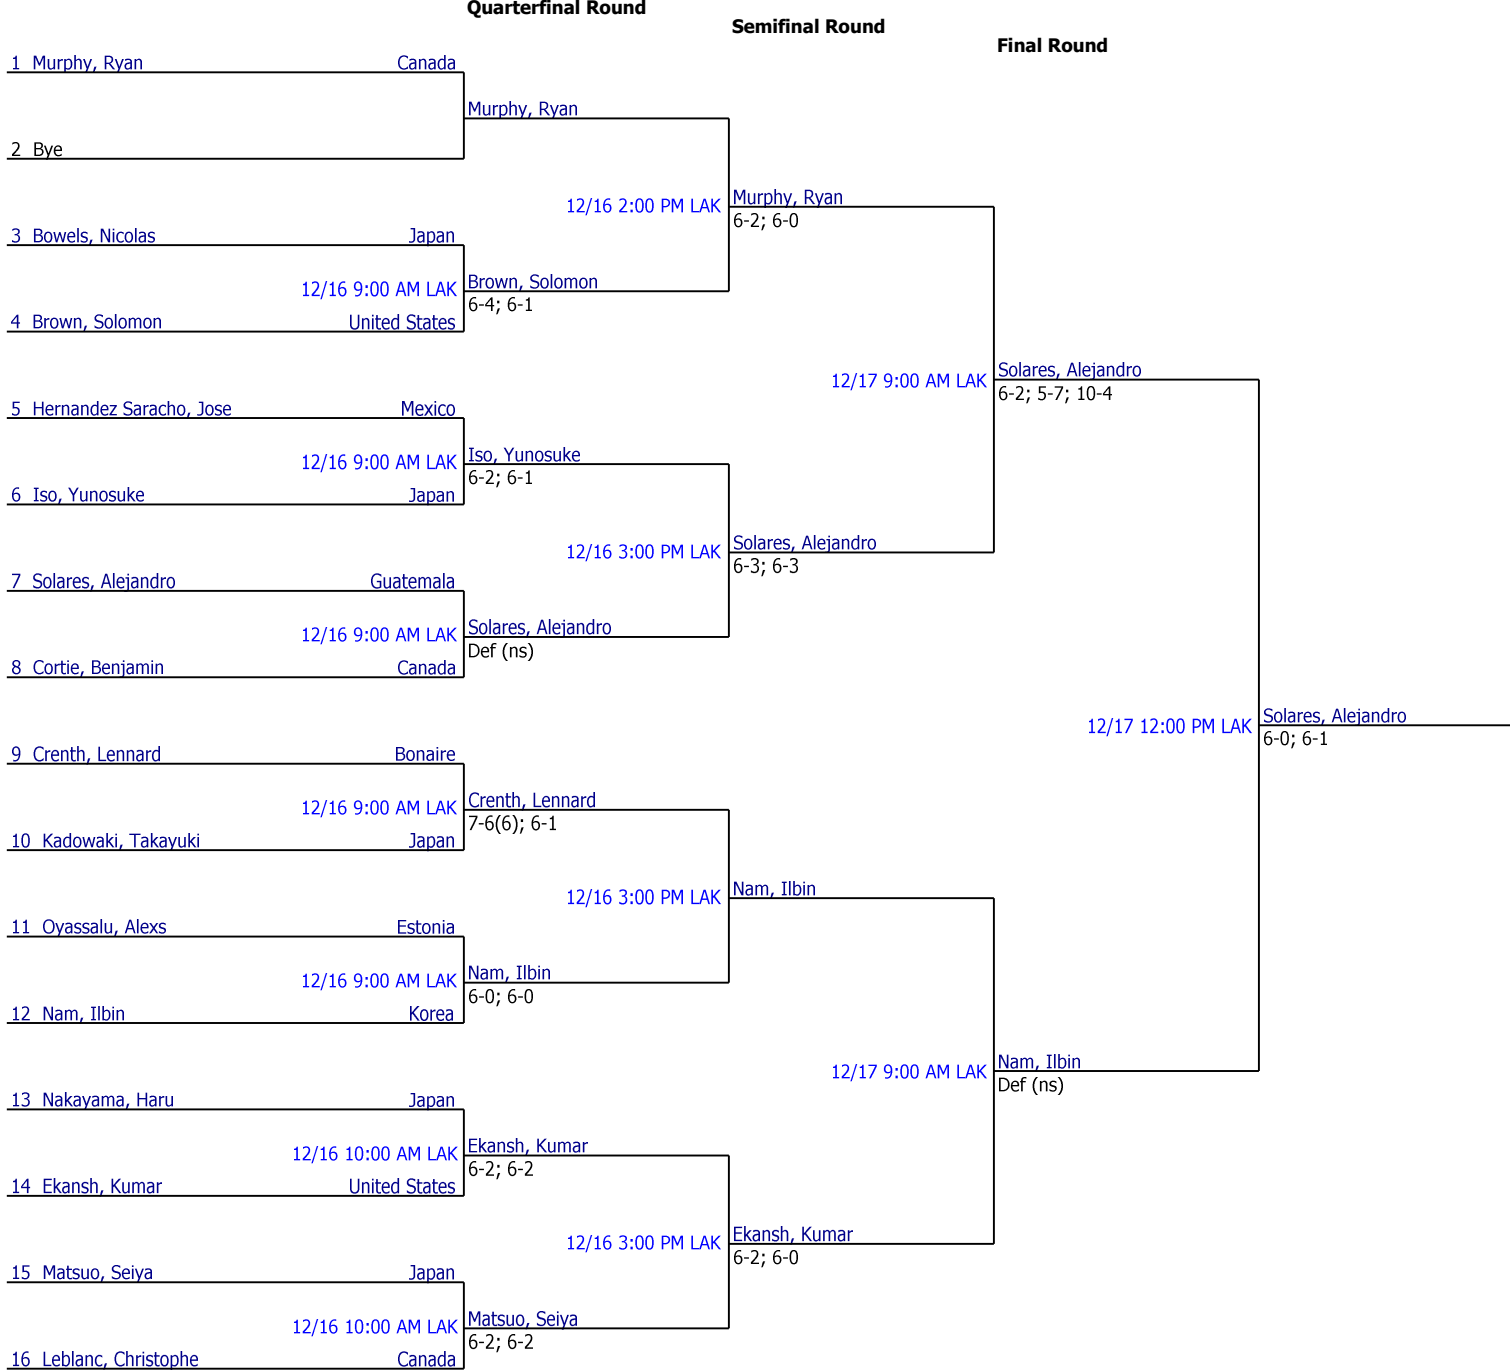 Quarterfinal Round
Semifinal Round
Final Round
1 Murphy, Ryan Canada
Murphy, Ryan
2 Bye
12/16 2:00 PM LAK Murphy, Ryan
6-2; 6-0
3 Bowels, Nicolas Japan
12/16 9:00 AM LAK Brown, Solomon
6-4; 6-1
4 Brown, Solomon United States
12/17 9:00 AM LAK Solares, Alejandro
6-2; 5-7; 10-4
5 Hernandez Saracho, Jose Mexico
12/16 9:00 AM LAK Iso, Yunosuke
6-2; 6-1
6 Iso, Yunosuke Japan
12/16 3:00 PM LAK Solares, Alejandro
6-3; 6-3
7 Solares, Alejandro Guatemala
12/16 9:00 AM LAK Solares, Alejandro
Def (ns)
8 Cortie, Benjamin Canada
12/17 12:00 PM LAK Solares, Alejandro
6-0; 6-1
9 Crenth, Lennard Bonaire
12/16 9:00 AM LAK Crenth, Lennard
7-6(6); 6-1
10 Kadowaki, Takayuki Japan
12/16 3:00 PM LAK Nam, Ilbin
11 Oyassalu, Alexs Estonia
12/16 9:00 AM LAK Nam, Ilbin
6-0; 6-0
12 Nam, Ilbin Korea
12/17 9:00 AM LAK Nam, Ilbin
Def (ns)
13 Nakayama, Haru Japan
12/16 10:00 AM LAK Ekansh, Kumar
6-2; 6-2
14 Ekansh, Kumar United States
12/16 3:00 PM LAK Ekansh, Kumar
6-2; 6-0
15 Matsuo, Seiya Japan
12/16 10:00 AM LAK Matsuo, Seiya
6-2; 6-2
16 Leblanc, Christophe Canada